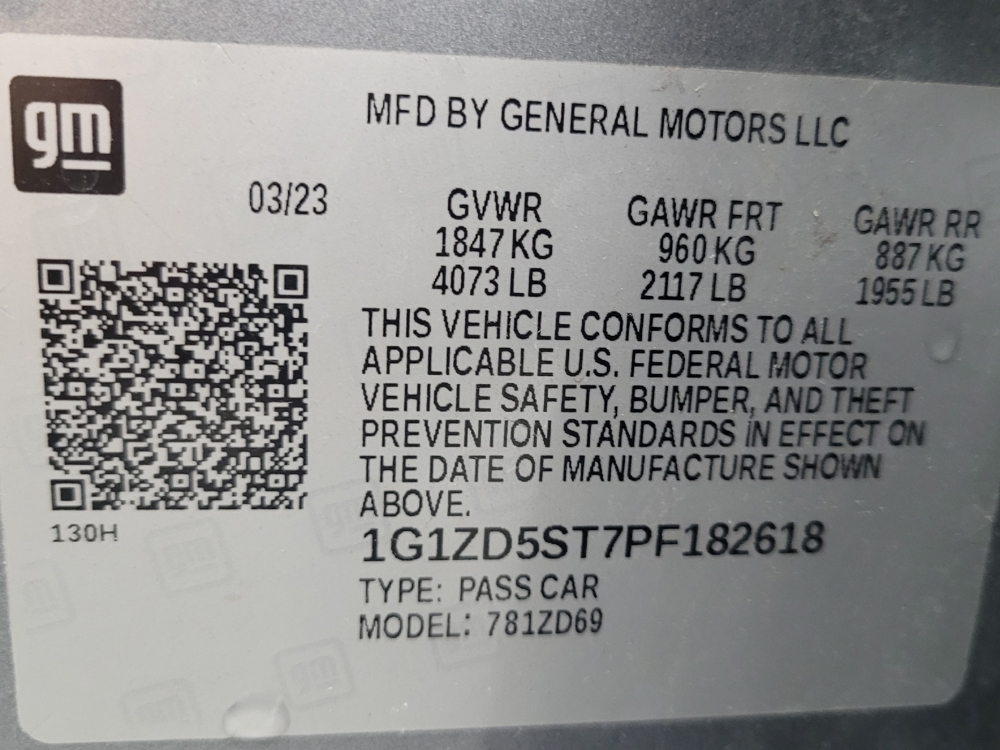 gm
MFD BY GENERAL MOTORS LLC
03/23
GVWR GAWR FRT GAWR RR
1847 KG 960 KG 887 KG
4073 LB 2117 LB 1955 LB
THIS VEHICLE CONFORMS TO ALL
APPLICABLE U.S. FEDERAL MOTOR
VEHICLE SAFETY, BUMPER, AND THEFT
PREVENTION STANDARDS IN EFFECT ON
THE DATE OF MANUFACTURE SHOWN
ABOVE.
130H
1G1ZD5ST7PF182618
TYPE: PASS CAR
MODEL: 781ZD69